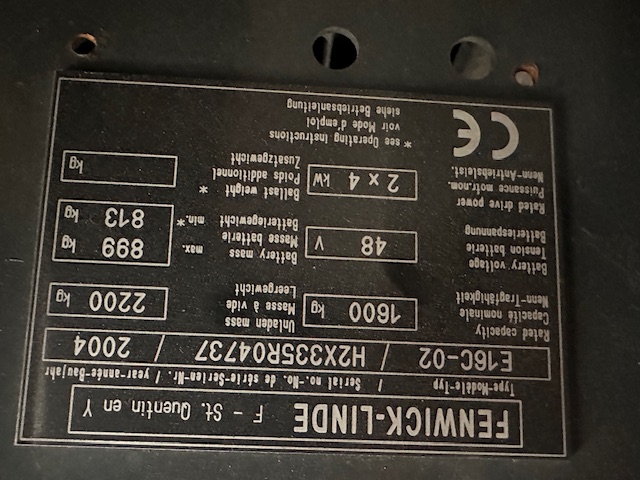 FENWICK-LINDE F - St. Quentin en Y
Type-Modèle-Typ / Serial no.-No. de série-Serien-Nr. / year-année-Baujahr
E16C-02 / H2X335R04737 / 2004
Rated capacity
Capacité nominale
Nenn-Tragfähigkeit
1600 kg
Unladen mass
Masse à vide
Leergewicht
2200 kg
Battery voltage
Tension batterie
Batteriespannung
48 V
Battery mass
Masse batterie
Batteriegewicht
max. 899 kg
min.* 813 kg
Rated drive power
Puissance mot.nom.
Nenn-Antriebsleist.
2 x 4 kW
Ballast weight *
Poids additionnel
Zusatzgewicht
kg
CE
* see Operating Instructions
voir Mode d'emploi
siehe Betriebsanleitung